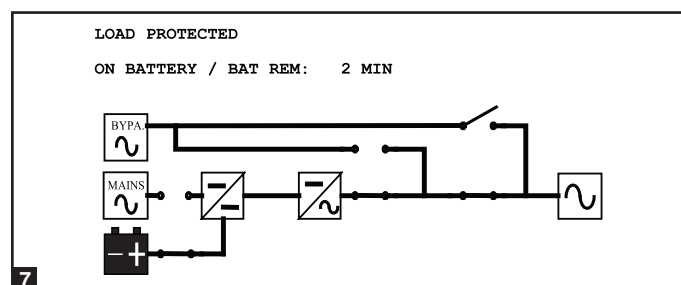 LOAD PROTECTED
ON BATTERY / BAT REM: 2 MIN
BYPA.
MAINS
7